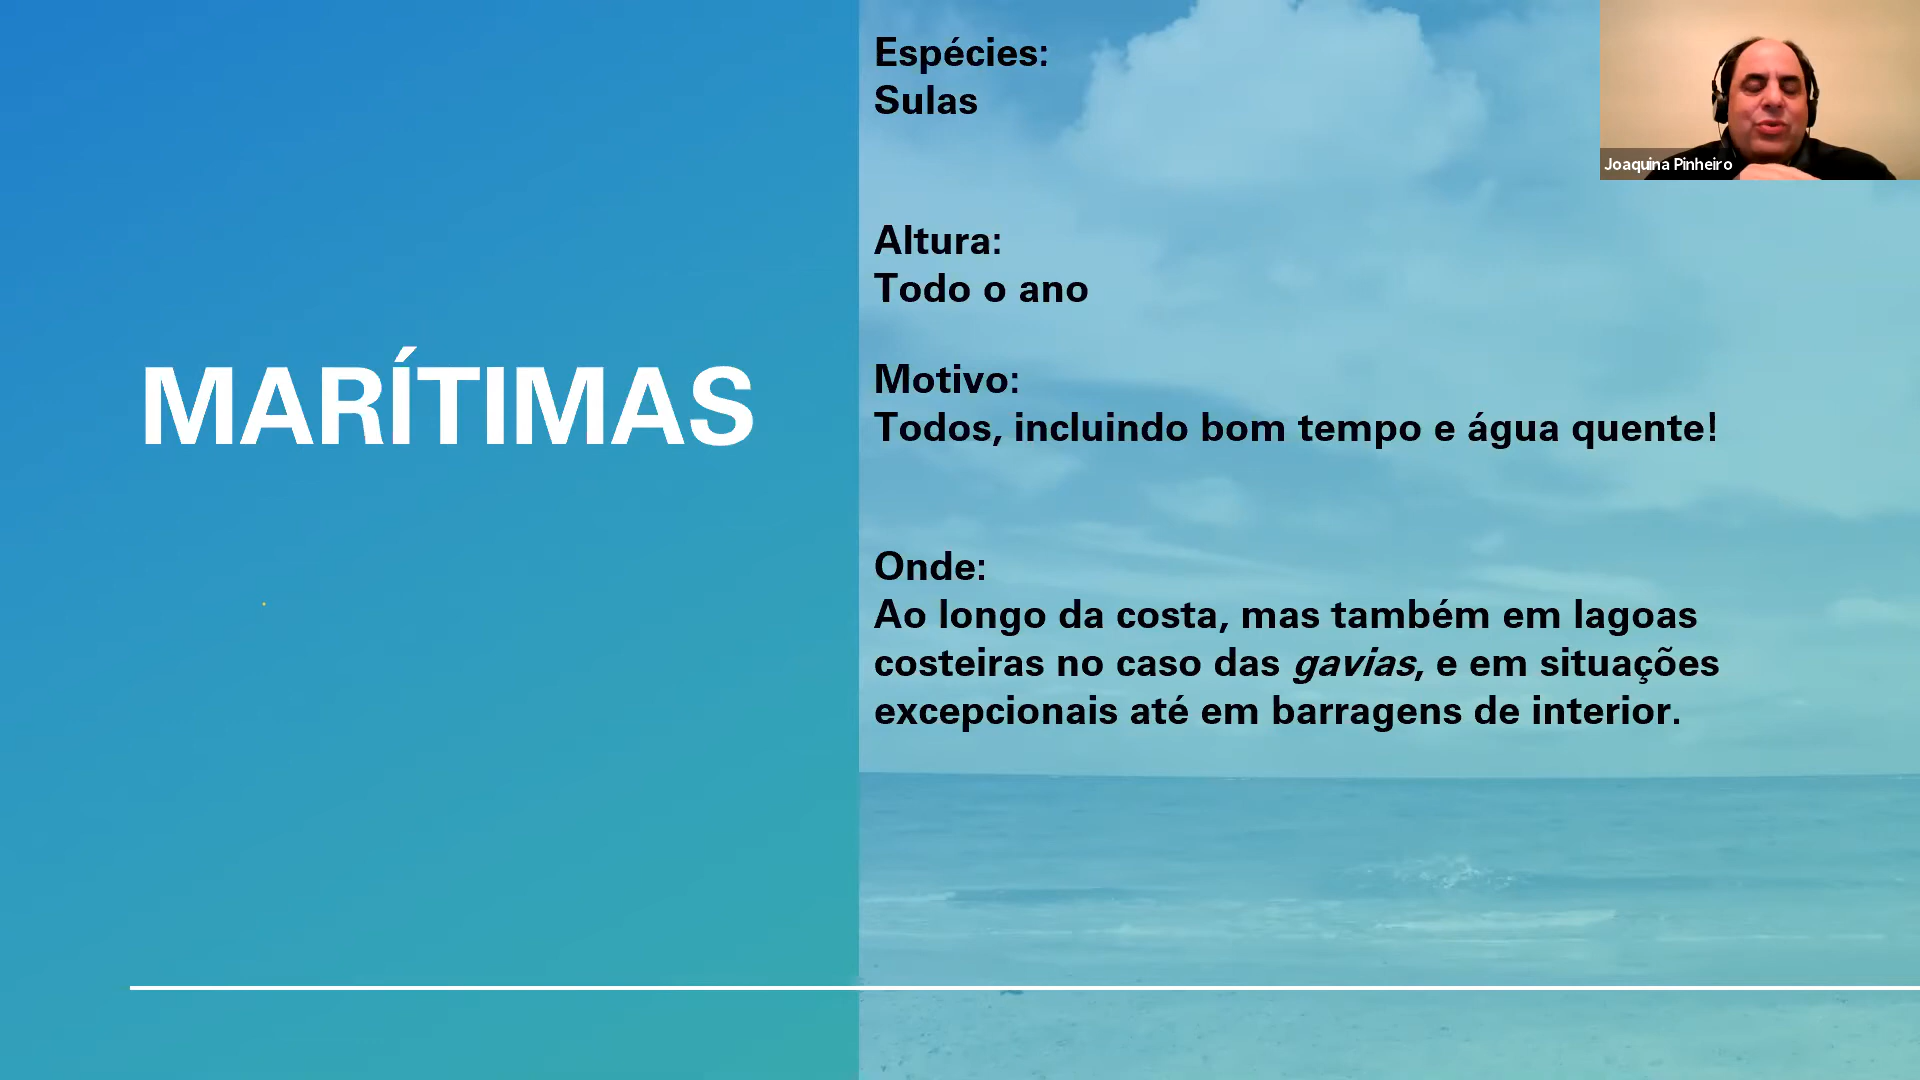 MARÍTIMAS
Espécies:
Sulas
Altura:
Todo o ano
Motivo:
Todos, incluindo bom tempo e água quente!
Onde:
Ao longo da costa, mas também em lagoas
costeiras no caso das gavias, e em situações
excepcionais até em barragens de interior.
Joaquina Pinheiro